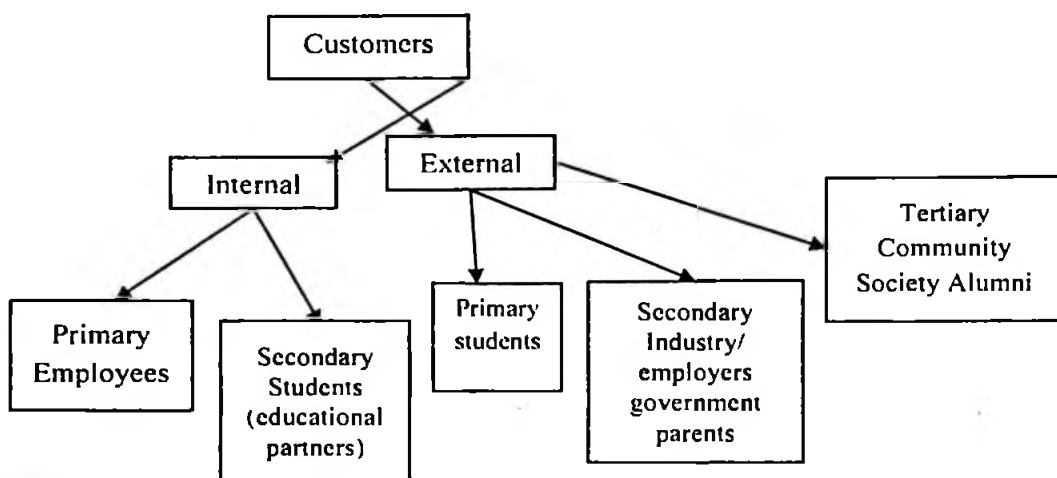 Customers
Internal
External
Tertiary
Community
Society Alumni
Primary
Employees
Secondary
Students
(educational
partners)
Primary
students
Secondary
Industry/
employers
government
parents